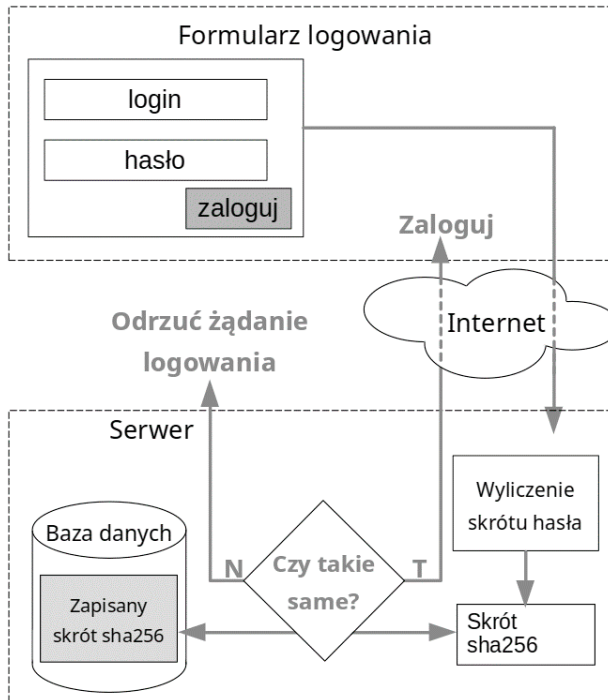 Formularz logowania
login
hasło
zaloguj
Zaloguj
Odrzuć żądanie
logowania
Internet
Serwer
Baza danych
Zapisany
skrót sha256
N
Czy takie
same?
T
Wyliczenie
skrótu hasła
Skrót
sha256